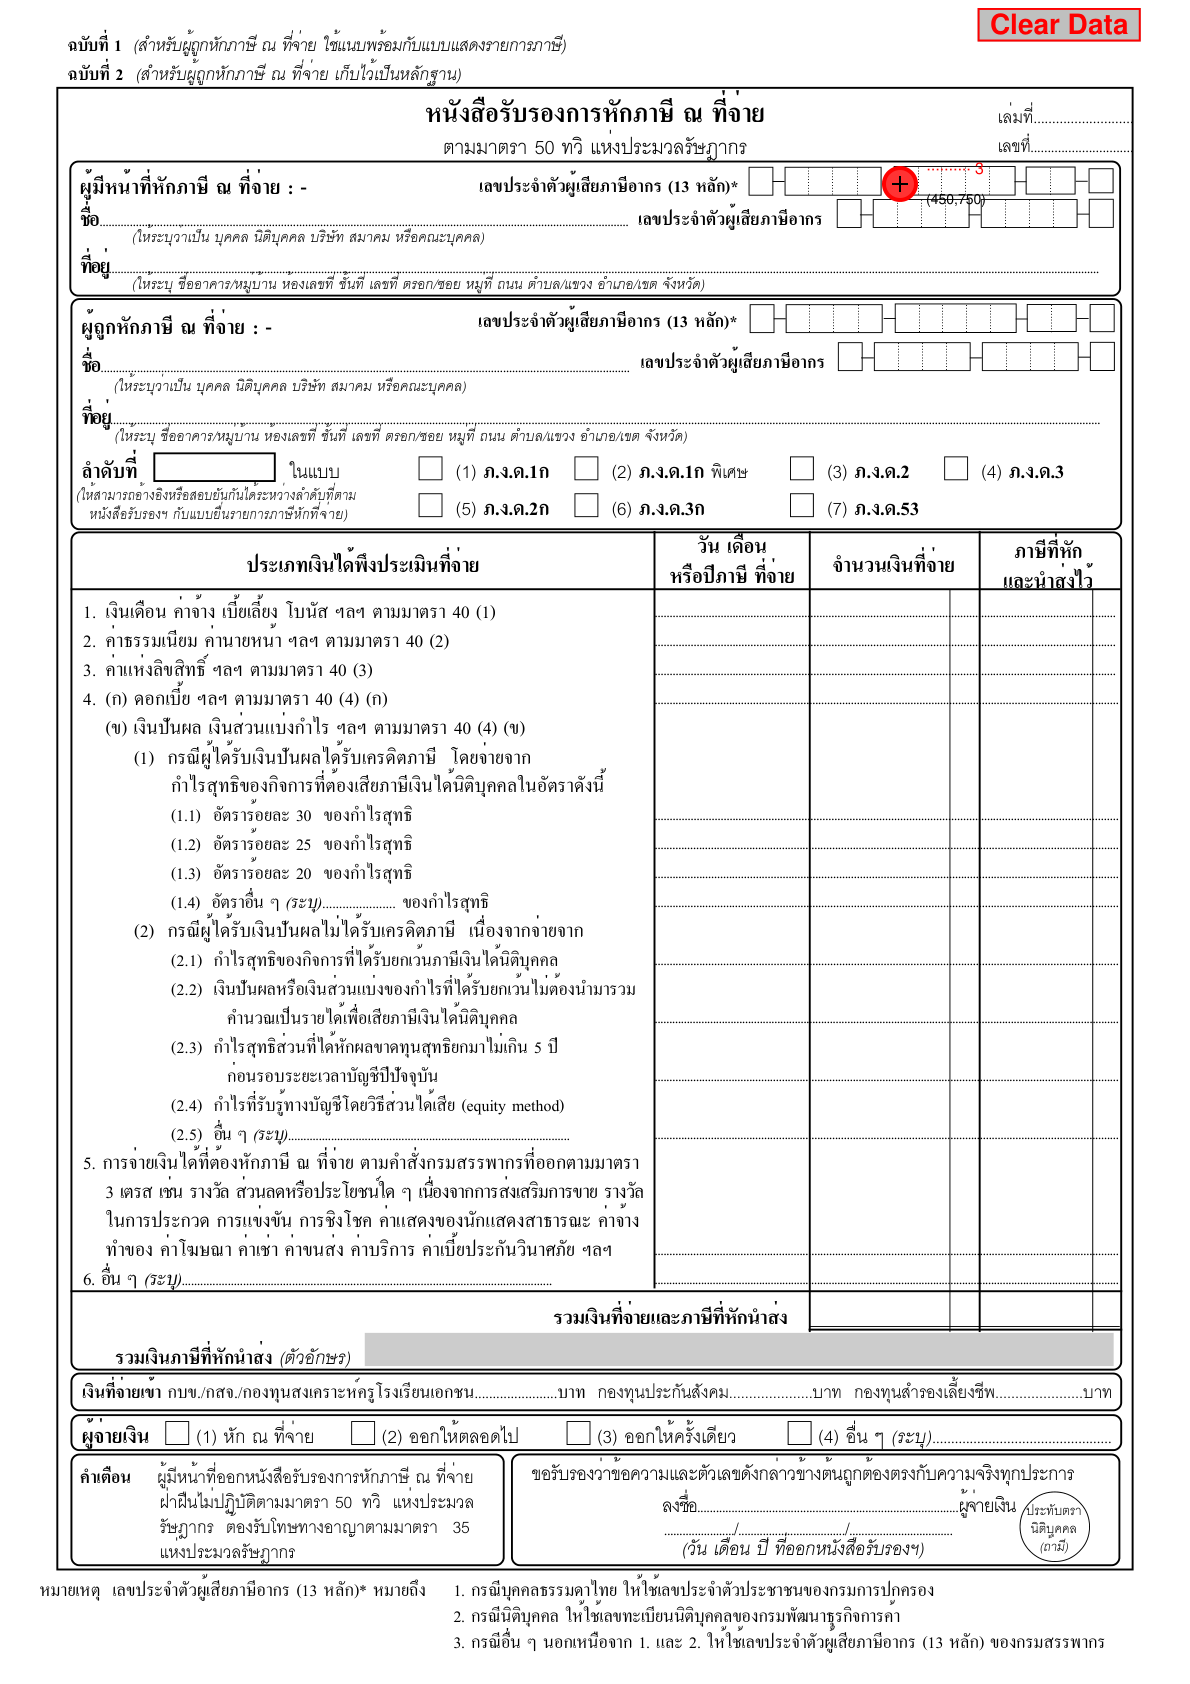 Clear Data
ฉบับที่ 1 (สำหรับผู้ถูกหักภาษี ณ ที่จ่าย ใช้แนบพร้อมกับแบบแสดงรายการภาษี)
ฉบับที่ 2 (สำหรับผู้ถูกหักภาษี ณ ที่จ่าย เก็บไว้เป็นหลักฐาน)
หนังสือรับรองการหักภาษี ณ ที่จ่าย
เล่มที่..........................
ตามมาตรา 50 ทวิ แห่งประมวลรัษฎากร
เลขที่..........................
ผู้มีหน้าที่หักภาษี ณ ที่จ่าย : - เลขประจำตัวผู้เสียภาษีอากร (13 หลัก)*
.......... 3
(450,750)
ชื่อ.......................... เลขประจำตัวผู้เสียภาษีอากร
(ให้ระบุว่าเป็น บุคคล นิติบุคคล บริษัท สมาคม หรือคณะบุคคล)
ที่อยู่..........................
(ให้ระบุ ชื่ออาคาร/หมู่บ้าน ห้องเลขที่ ชั้นที่ เลขที่ ตรอก/ซอย หมู่ที่ ถนน ตำบล/แขวง อำเภอ/เขต จังหวัด)
ผู้ถูกหักภาษี ณ ที่จ่าย : - เลขประจำตัวผู้เสียภาษีอากร (13 หลัก)*
ชื่อ.......................... เลขประจำตัวผู้เสียภาษีอากร
(ให้ระบุว่าเป็น บุคคล นิติบุคคล บริษัท สมาคม หรือคณะบุคคล)
ที่อยู่..........................
(ให้ระบุ ชื่ออาคาร/หมู่บ้าน ห้องเลขที่ ชั้นที่ เลขที่ ตรอก/ซอย หมู่ที่ ถนน ตำบล/แขวง อำเภอ/เขต จังหวัด)
ลำดับที่ ในแบบ (1) ภ.ง.ด.1ก (2) ภ.ง.ด.1ก พิเศษ (3) ภ.ง.ด.2 (4) ภ.ง.ด.3
(ให้สามารถอ้างอิงหรือสอบยันกันได้ระหว่างลำดับที่ตาม
หนังสือรับรองฯ กับแบบยื่นรายการภาษีหักที่จ่าย) (5) ภ.ง.ด.2ก (6) ภ.ง.ด.3ก (7) ภ.ง.ด.53
ประเภทเงินได้พึงประเมินที่จ่าย
วัน เดือน
หรือปีภาษี ที่จ่าย
จำนวนเงินที่จ่าย
ภาษีที่หัก
และนำส่งไว้
1. เงินเดือน ค่าจ้าง เบี้ยเลี้ยง โบนัส ฯลฯ ตามมาตรา 40 (1)
2. ค่าธรรมเนียม ค่านายหน้า ฯลฯ ตามมาตรา 40 (2)
3. ค่าแห่งลิขสิทธิ์ ฯลฯ ตามมาตรา 40 (3)
4. (ก) ดอกเบี้ย ฯลฯ ตามมาตรา 40 (4) (ก)
(ข) เงินปันผล เงินส่วนแบ่งกำไร ฯลฯ ตามมาตรา 40 (4) (ข)
(1) กรณีผู้ได้รับเงินปันผลได้รับเครดิตภาษี โดยจ่ายจาก
กำไรสุทธิของกิจการที่ต้องเสียภาษีเงินได้นิติบุคคลในอัตราดังนี้
(1.1) อัตราร้อยละ 30 ของกำไรสุทธิ
(1.2) อัตราร้อยละ 25 ของกำไรสุทธิ
(1.3) อัตราร้อยละ 20 ของกำไรสุทธิ
(1.4) อัตราอื่น ๆ (ระบุ)...................... ของกำไรสุทธิ
(2) กรณีผู้ได้รับเงินปันผลไม่ได้รับเครดิตภาษี เนื่องจากจ่ายจาก
(2.1) กำไรสุทธิของกิจการที่ได้รับยกเว้นภาษีเงินได้นิติบุคคล
(2.2) เงินปันผลหรือเงินส่วนแบ่งของกำไรที่ได้รับยกเว้นไม่ต้องนำมารวม
คำนวณเป็นรายได้เพื่อเสียภาษีเงินได้นิติบุคคล
(2.3) กำไรสุทธิส่วนที่ได้หักผลขาดทุนสุทธิยกมาไม่เกิน 5 ปี
ก่อนรอบระยะเวลาบัญชีปีปัจจุบัน
(2.4) กำไรที่รับรู้ทางบัญชีโดยวิธีส่วนได้เสีย (equity method)
(2.5) อื่น ๆ (ระบุ)..........................
5. การจ่ายเงินได้ที่ต้องหักภาษี ณ ที่จ่าย ตามคำสั่งกรมสรรพากรที่ออกตามมาตรา
3 เตรส เช่น รางวัล ส่วนลดหรือประโยชน์ใด ๆ เนื่องจากการส่งเสริมการขาย รางวัล
ในการประกวด การแข่งขัน การชิงโชค ค่าแสดงของนักแสดงสาธารณะ ค่าจ้าง
ทำของ ค่าโฆษณา ค่าเช่า ค่าขนส่ง ค่าบริการ ค่าเบี้ยประกันวินาศภัย ฯลฯ
6. อื่น ๆ (ระบุ)..........................
รวมเงินที่จ่ายและภาษีที่หักนำส่ง
รวมเงินภาษีที่หักนำส่ง (ตัวอักษร)
เงินที่จ่ายเข้า กบข./กสจ./กองทุนสงเคราะห์ครูโรงเรียนเอกชน....................บาท กองทุนประกันสังคม....................บาท กองทุนสำรองเลี้ยงชีพ....................บาท
ผู้จ่ายเงิน (1) หัก ณ ที่จ่าย (2) ออกให้ตลอดไป (3) ออกให้ครั้งเดียว (4) อื่น ๆ (ระบุ)..........................
คำเตือน ผู้มีหน้าที่ออกหนังสือรับรองการหักภาษี ณ ที่จ่าย
ฝ่าฝืนไม่ปฏิบัติตามมาตรา 50 ทวิ แห่งประมวล
รัษฎากร ต้องรับโทษทางอาญาตามมาตรา 35
แห่งประมวลรัษฎากร
ขอรับรองว่าข้อความและตัวเลขดังกล่าวข้างต้นถูกต้องตรงกับความจริงทุกประการ
ลงชื่อ..........................ผู้จ่ายเงิน
................/................/................
(วัน เดือน ปี ที่ออกหนังสือรับรองฯ)
ประทับตรา
นิติบุคคล
(ถ้ามี)
หมายเหตุ เลขประจำตัวผู้เสียภาษีอากร (13 หลัก)* หมายถึง 1. กรณีบุคคลธรรมดาไทย ให้ใช้เลขประจำตัวประชาชนของกรมการปกครอง
2. กรณีนิติบุคคล ให้ใช้เลขทะเบียนนิติบุคคลของกรมพัฒนาธุรกิจการค้า
3. กรณีอื่น ๆ นอกเหนือจาก 1. และ 2. ให้ใช้เลขประจำตัวผู้เสียภาษีอากร (13 หลัก) ของกรมสรรพากร